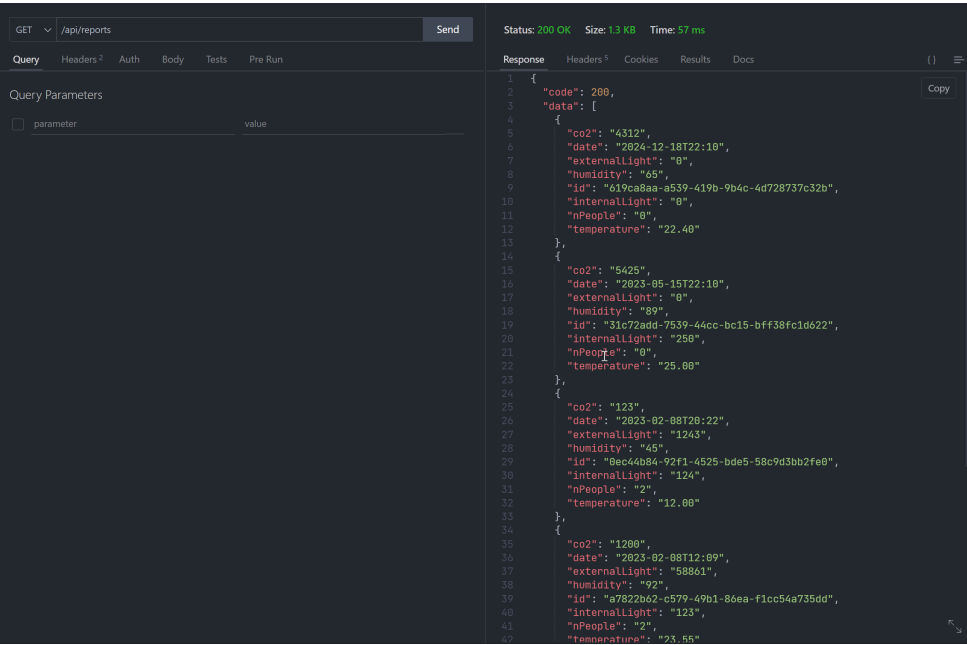 GET /api/reports Send
Query Headers 2 Auth Body Tests Pre Run
Query Parameters
parameter value
Status: 200 OK Size: 1.3 KB Time: 57 ms
Response Headers 5 Cookies Results Docs { }
Copy
1 {
2 "code": 200,
3 "data": [
4 {
5 "co2": "4312",
6 "date": "2024-12-18T22:10",
7 "externalLight": "0",
8 "humidity": "65",
9 "id": "619ca8aa-a539-419b-9b4c-4d728737c32b",
10 "internalLight": "0",
11 "nPeople": "0",
12 "temperature": "22.40"
13 },
14 {
15 "co2": "5425",
16 "date": "2023-05-15T22:10",
17 "externalLight": "0",
18 "humidity": "89",
19 "id": "31c72add-7539-44cc-bc15-bff38fc1d622",
20 "internalLight": "250",
21 "nPeople": "0",
22 "temperature": "25.00"
23 },
24 {
25 "co2": "123",
26 "date": "2023-02-08T20:22",
27 "externalLight": "1243",
28 "humidity": "45",
29 "id": "0ec44b84-92f1-4525-bde5-58c9d3bb2fe0",
30 "internalLight": "124",
31 "nPeople": "2",
32 "temperature": "12.00"
33 },
34 {
35 "co2": "1200",
36 "date": "2023-02-08T12:09",
37 "externalLight": "58861",
38 "humidity": "92",
39 "id": "a7822b62-c579-49b1-86ea-f1cc54a735dd",
40 "internalLight": "123",
41 "nPeople": "2",
42 "temperature": "23.55"